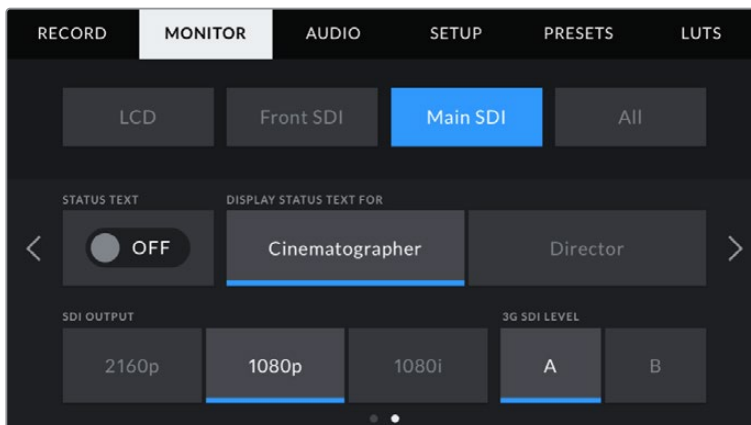 RECORD MONITOR AUDIO SETUP PRESETS LUTS
LCD Front SDI Main SDI All
STATUS TEXT DISPLAY STATUS TEXT FOR
OFF Cinematographer Director
SDI OUTPUT 3G SDI LEVEL
2160p 1080p 1080i A B